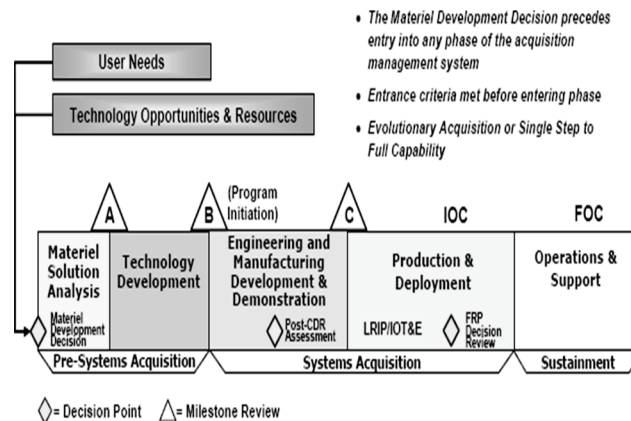 User Needs
Technology Opportunities & Resources
• The Materiel Development Decision precedes
entry into any phase of the acquisition
management system
• Entrance criteria met before entering phase
• Evolutionary Acquisition or Single Step to
Full Capability
A
B
(Program
Initiation)
C
IOC
FOC
Materiel
Solution
Analysis
Technology
Development
Engineering and
Manufacturing
Development &
Demonstration
Production &
Deployment
Operations &
Support
Materiel
Development
Decision
Post-CDR
Assessment
LRIP/IOT&E
FRP
Decision
Review
Pre-Systems Acquisition
Systems Acquisition
Sustainment
= Decision Point
= Milestone Review